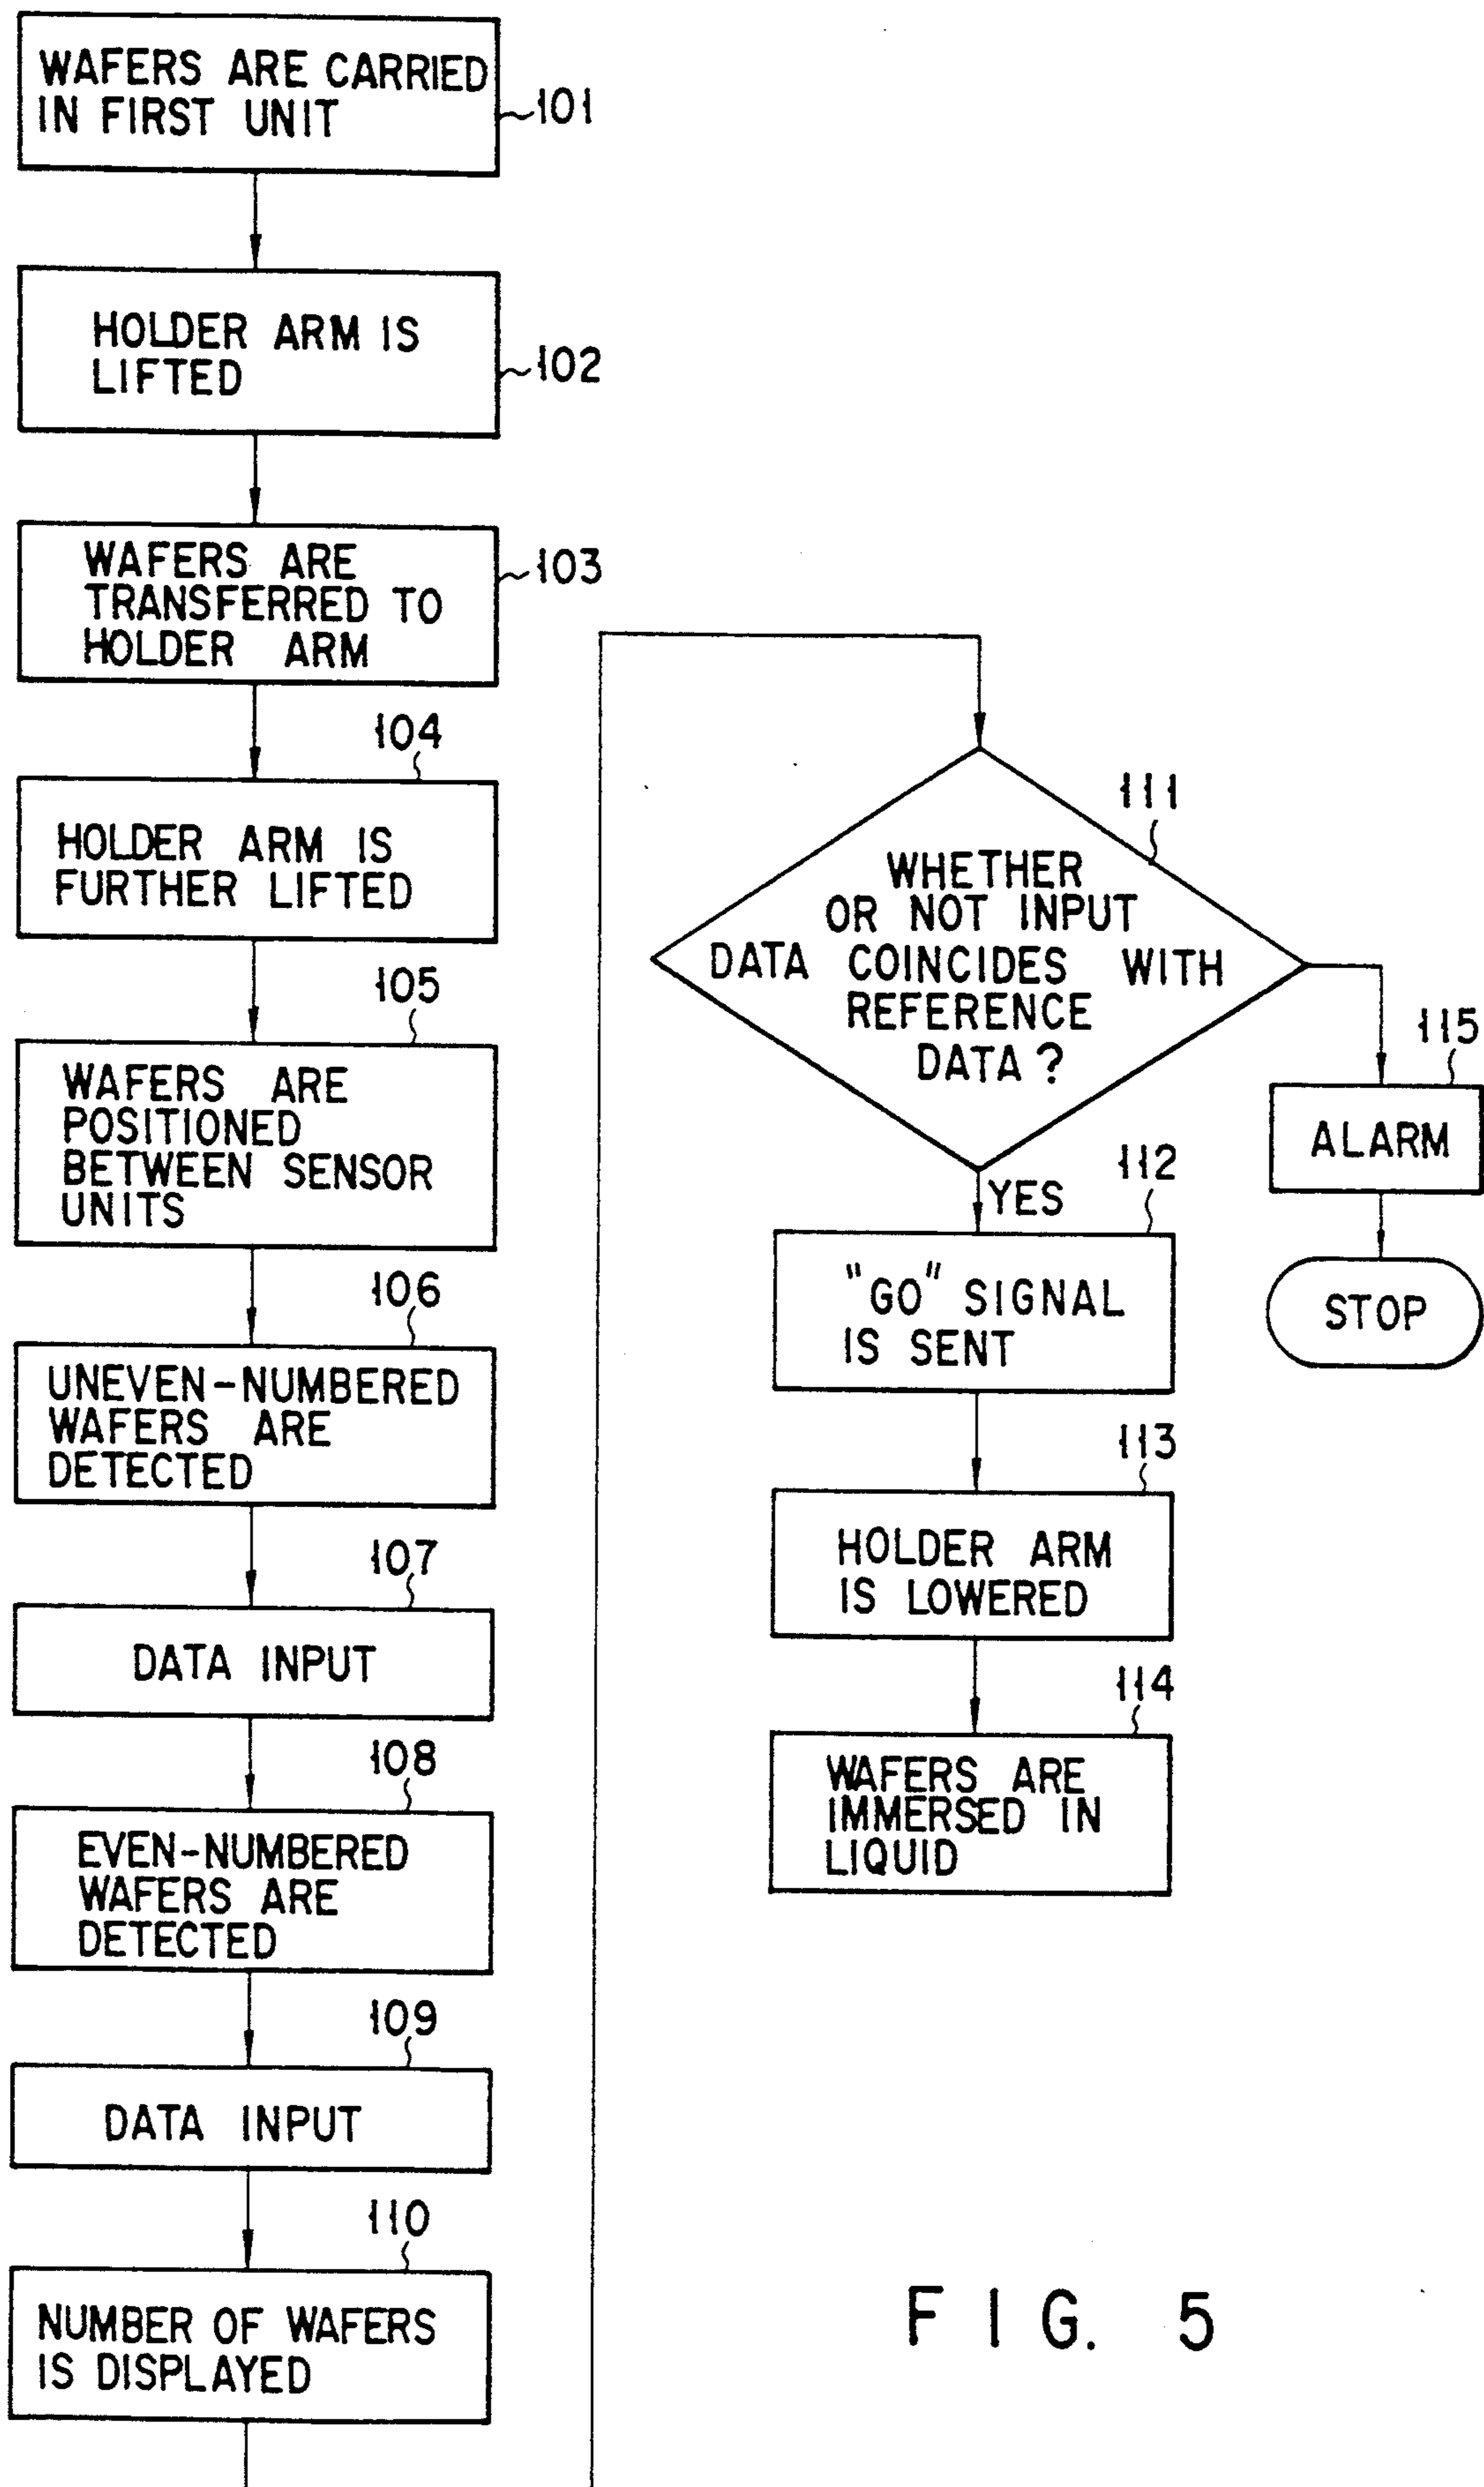 WAFERS ARE CARRIED
IN FIRST UNIT
101
HOLDER ARM IS
LIFTED
102
WAFERS ARE
TRANSFERRED TO
HOLDER ARM
103
104
HOLDER ARM IS
FURTHER LIFTED
105
WAFERS ARE
POSITIONED
BETWEEN SENSOR
UNITS
106
UNEVEN-NUMBERED
WAFERS ARE
DETECTED
107
DATA INPUT
108
EVEN-NUMBERED
WAFERS ARE
DETECTED
109
DATA INPUT
110
NUMBER OF WAFERS
IS DISPLAYED
111
WHETHER
OR NOT INPUT
DATA COINCIDES WITH
REFERENCE
DATA?
YES
112
"GO" SIGNAL
IS SENT
113
HOLDER ARM
IS LOWERED
114
WAFERS ARE
IMMERSED IN
LIQUID
115
ALARM
STOP
FIG. 5